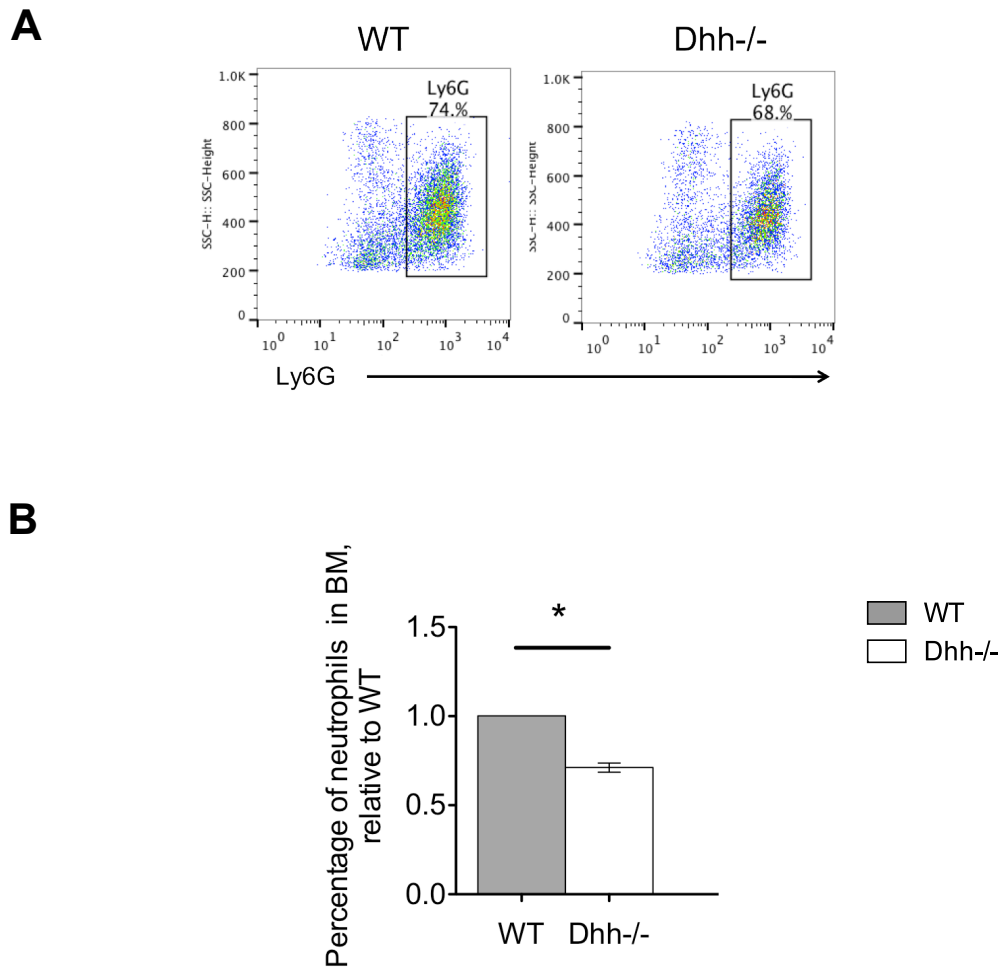 A
WT
Dhh-/-
Ly6G
74.%
Ly6G
68.%
1.0K
800
600
400
200
0
SSC-H:: SSC-Height
10^0 10^1 10^2 10^3 10^4
1.0K
800
600
400
200
0
SSC-H:: SSC-Height
10^0 10^1 10^2 10^3 10^4
Ly6G
B
Percentage of neutrophils in BM,
relative to WT
1.5
1.0
0.5
0.0
*
WT Dhh-/-
WT
Dhh-/-